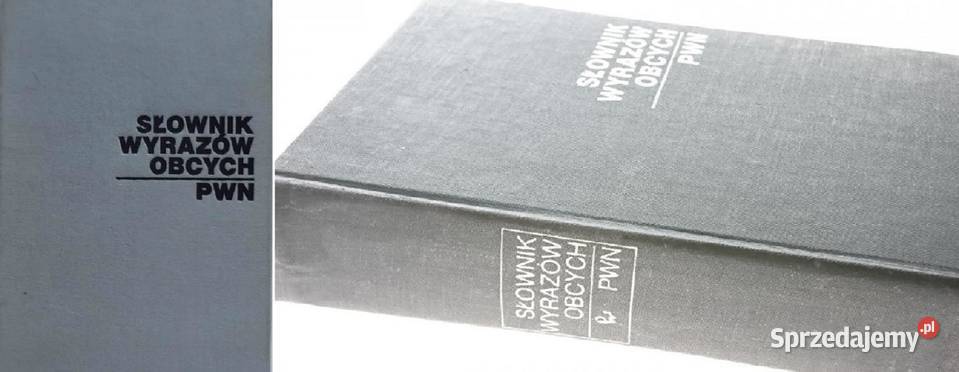 SŁOWNIK
WYRAZÓW
OBCYCH
PWN
SŁOWNIK
WYRAZÓW
OBCYCH
PWN
SŁOWNIK
WYRAZÓW
OBCYCH
PWN
Sprzedajemy.pl